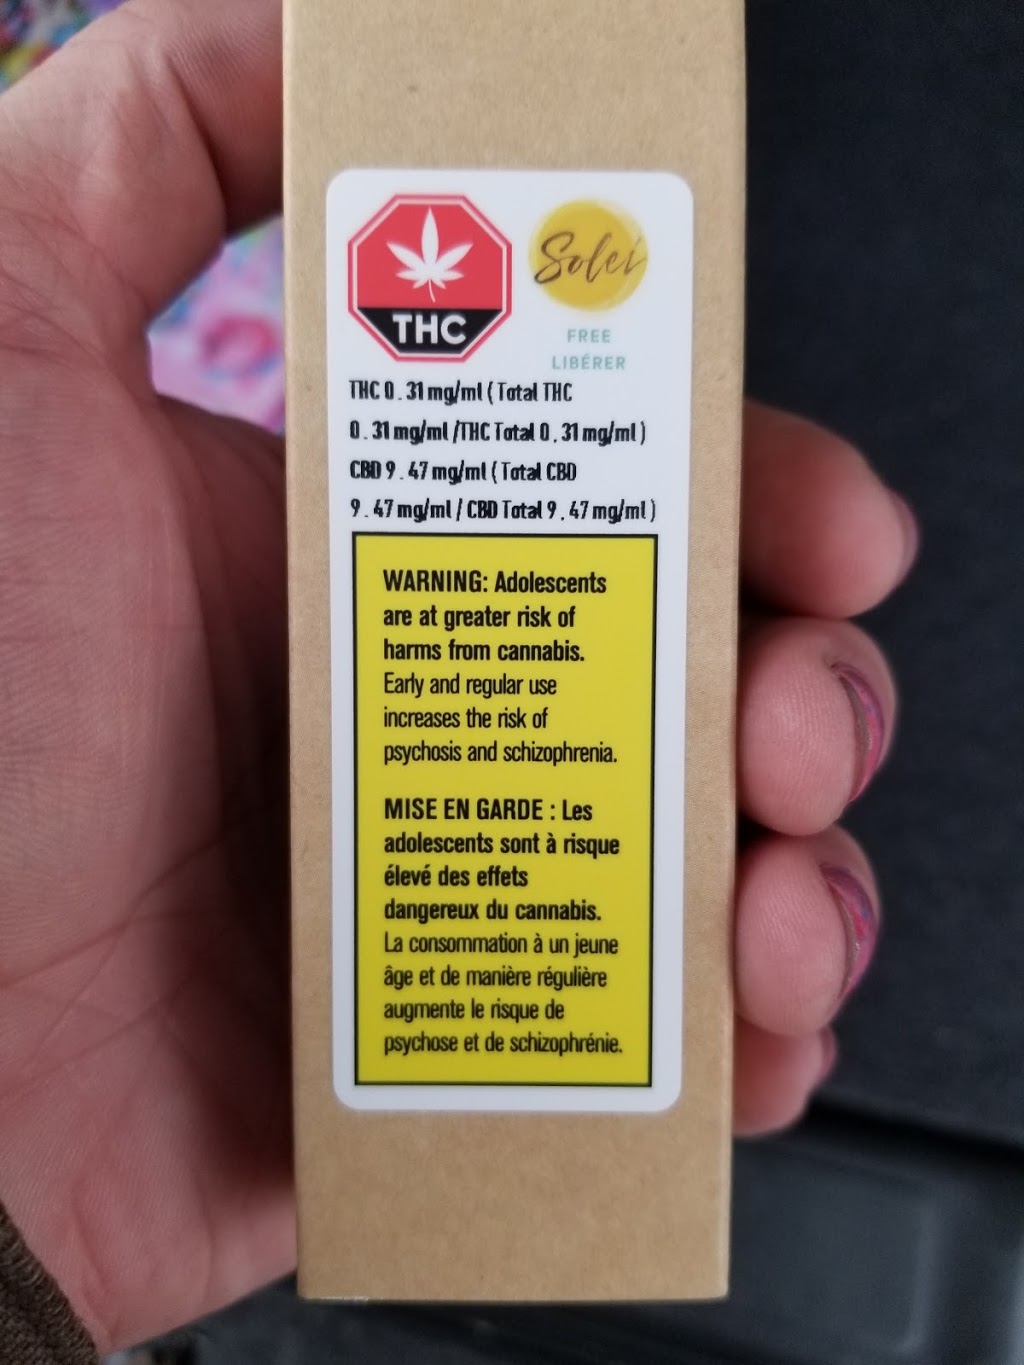 THC
Solei
FREE
LIBÉRER
THC 0.31 mg/ml (Total THC
0.31 mg/ml /THC Total 0.31 mg/ml)
CBD 9.47 mg/ml (Total CBD
9.47 mg/ml / CBD Total 9.47 mg/ml)
WARNING: Adolescents
are at greater risk of
harms from cannabis.
Early and regular use
increases the risk of
psychosis and schizophrenia.
MISE EN GARDE : Les
adolescents sont à risque
élevé des effets
dangereux du cannabis.
La consommation à un jeune
âge et de manière régulière
augmente le risque de
psychose et de schizophrénie.